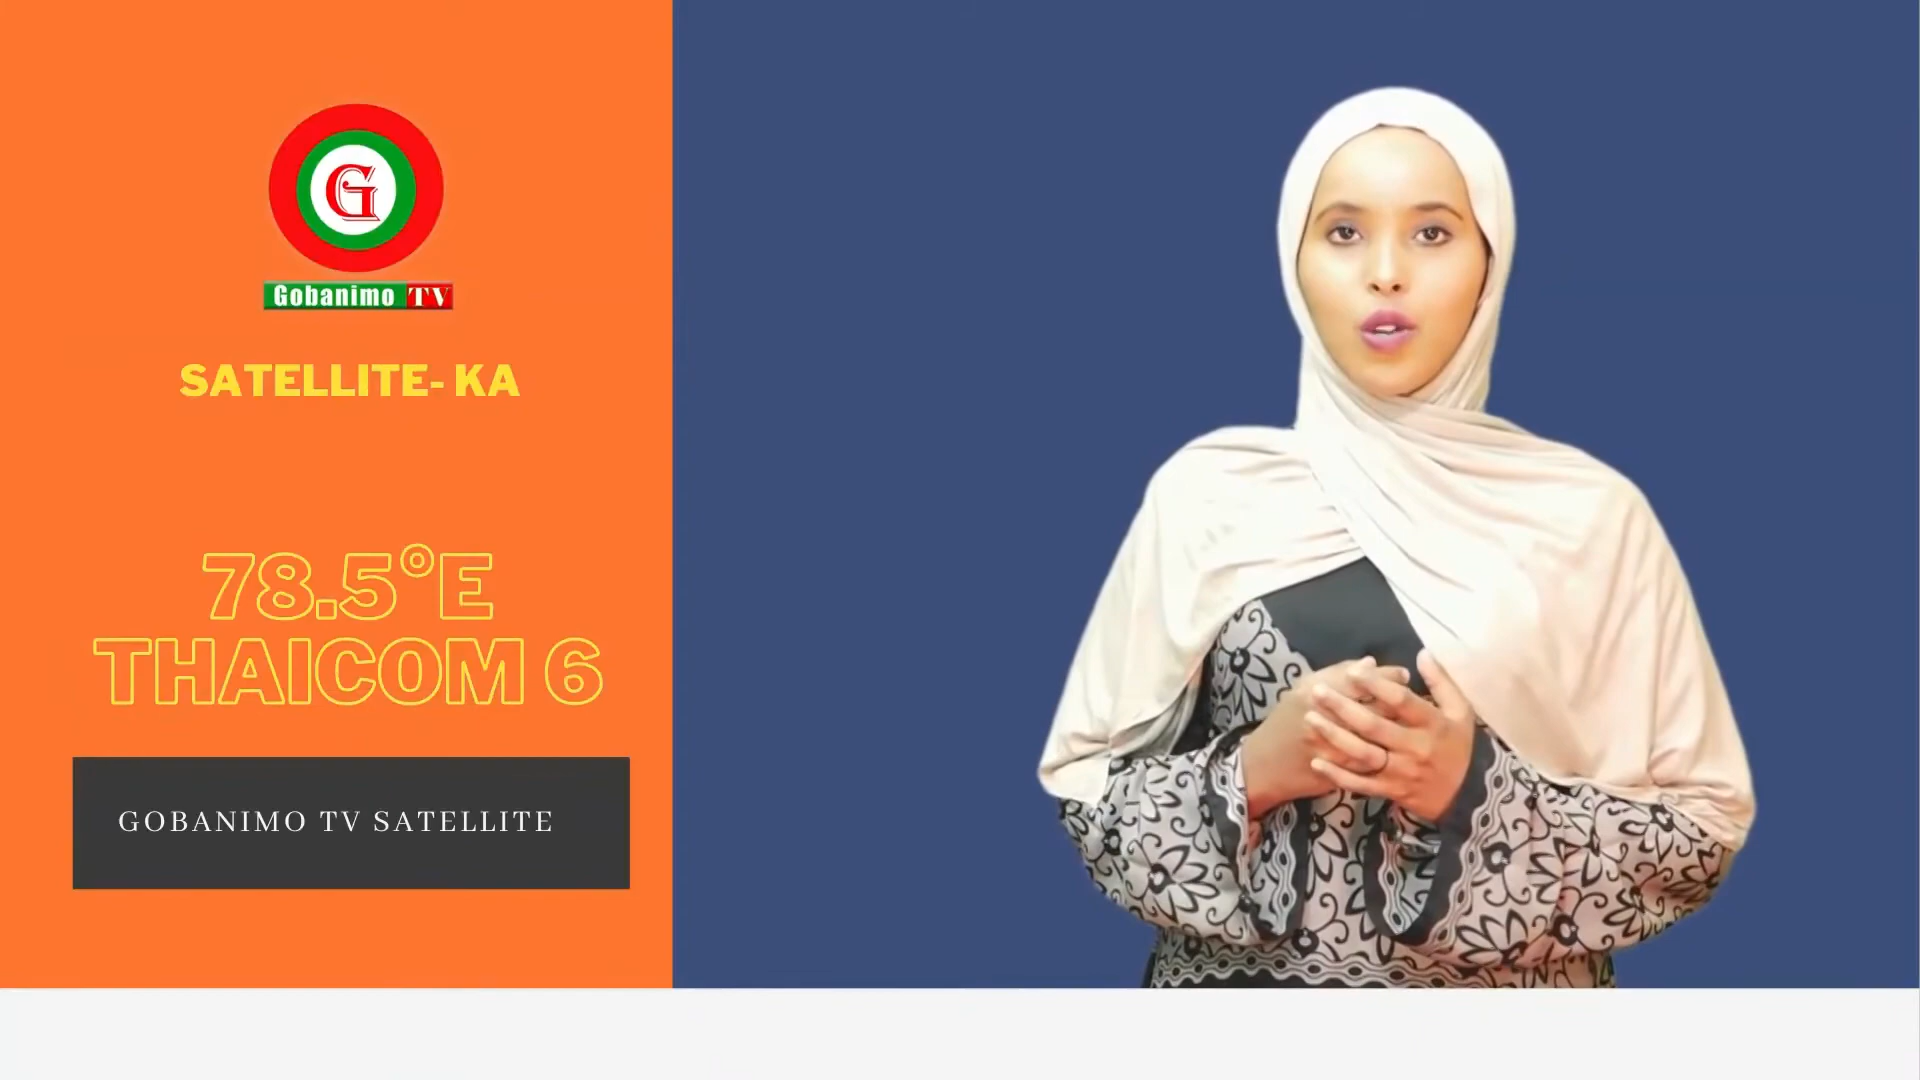 G
Gobanimo TV
SATELLITE- KA
78.5°E
THAICOM 6
GOBANIMO TV SATELLITE